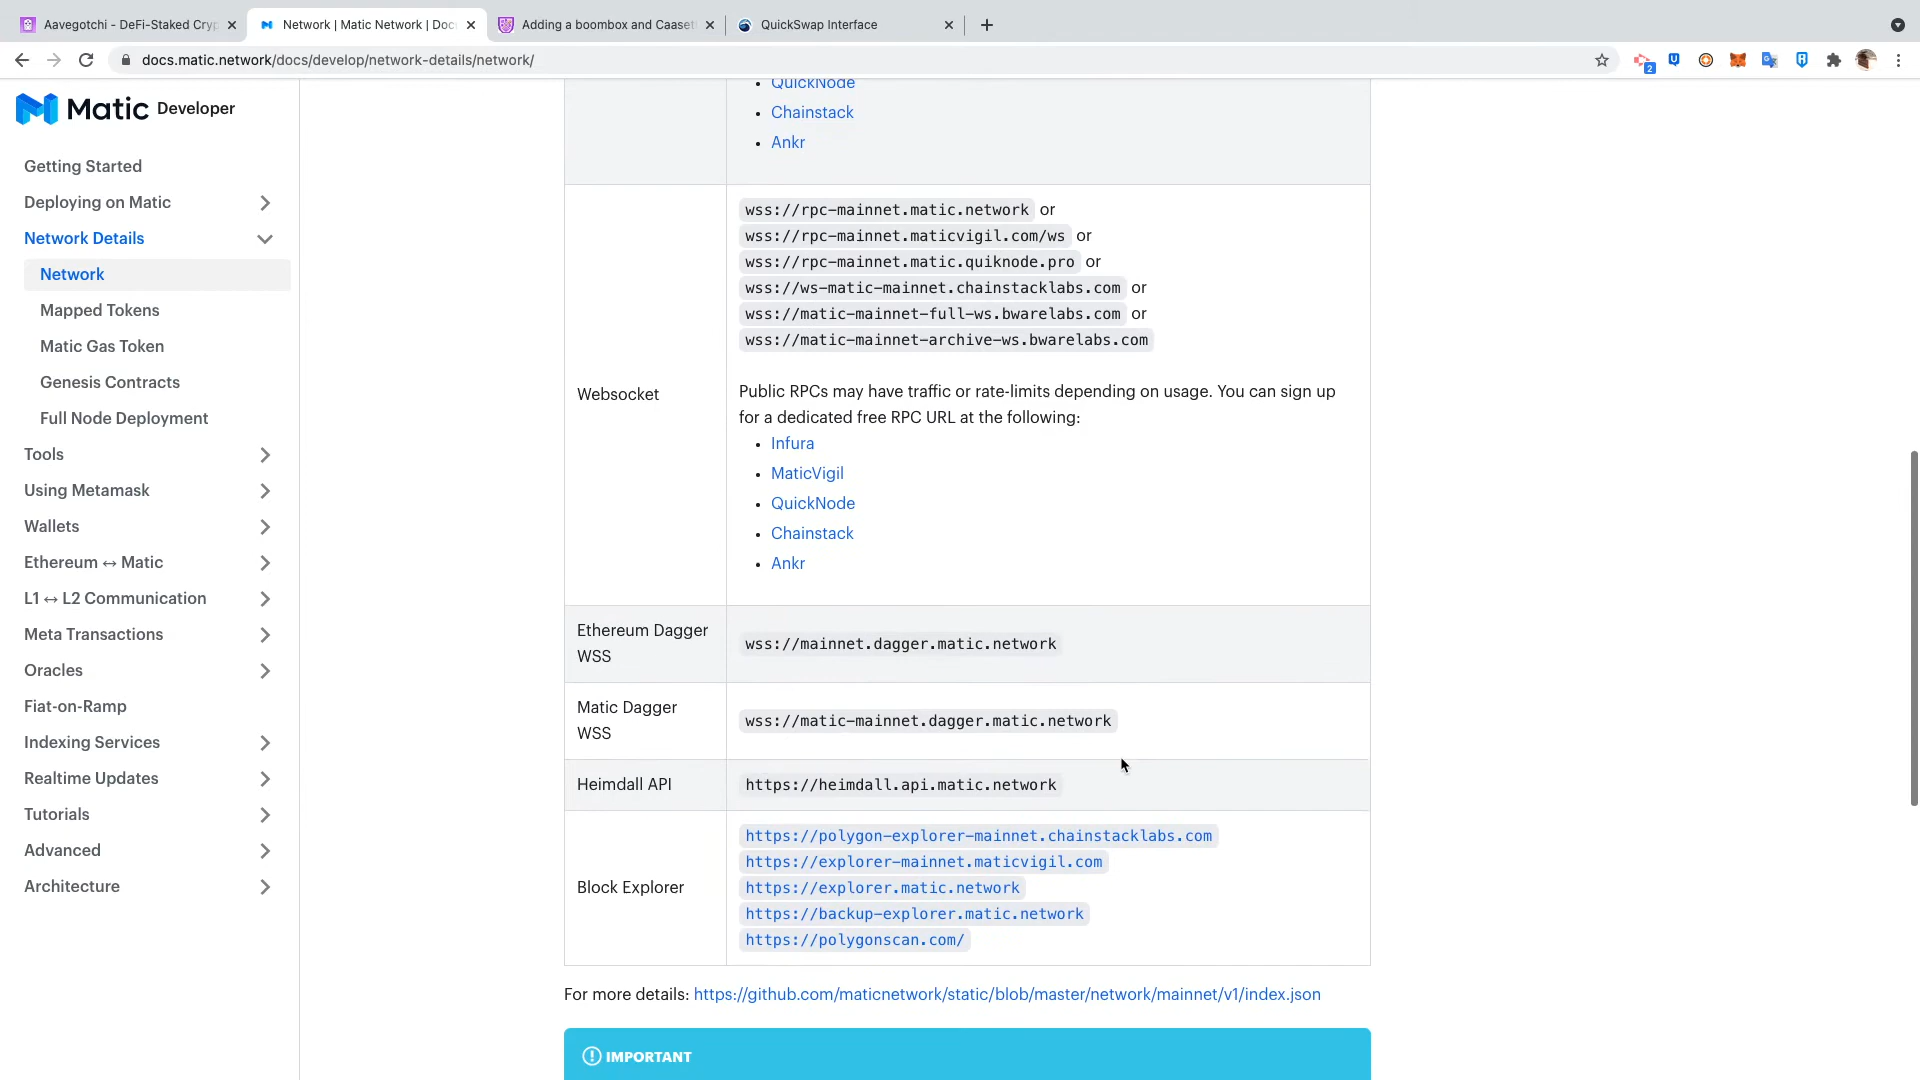 Aavegotchi - DeFi-Staked Cryp
Network | Matic Network | Doc
Adding a boombox and Caaset
QuickSwap Interface
docs.matic.network/docs/develop/network-details/network/
2
Matic Developer
Getting Started
Deploying on Matic
Network Details
Network
Mapped Tokens
Matic Gas Token
Genesis Contracts
Full Node Deployment
Tools
Using Metamask
Wallets
Ethereum ↔ Matic
L1 ↔ L2 Communication
Meta Transactions
Oracles
Fiat-on-Ramp
Indexing Services
Realtime Updates
Tutorials
Advanced
Architecture
• QuickNode
• Chainstack
• Ankr
Websocket
wss://rpc-mainnet.matic.network or
wss://rpc-mainnet.maticvigil.com/ws or
wss://rpc-mainnet.matic.quiknode.pro or
wss://ws-matic-mainnet.chainstacklabs.com or
wss://matic-mainnet-full-ws.bwarelabs.com or
wss://matic-mainnet-archive-ws.bwarelabs.com
Public RPCs may have traffic or rate-limits depending on usage. You can sign up
for a dedicated free RPC URL at the following:
• Infura
• MaticVigil
• QuickNode
• Chainstack
• Ankr
Ethereum Dagger
WSS
wss://mainnet.dagger.matic.network
Matic Dagger
WSS
wss://matic-mainnet.dagger.matic.network
Heimdall API
https://heimdall.api.matic.network
Block Explorer
https://polygon-explorer-mainnet.chainstacklabs.com
https://explorer-mainnet.maticvigil.com
https://explorer.matic.network
https://backup-explorer.matic.network
https://polygonscan.com/
For more details: https://github.com/maticnetwork/static/blob/master/network/mainnet/v1/index.json
IMPORTANT